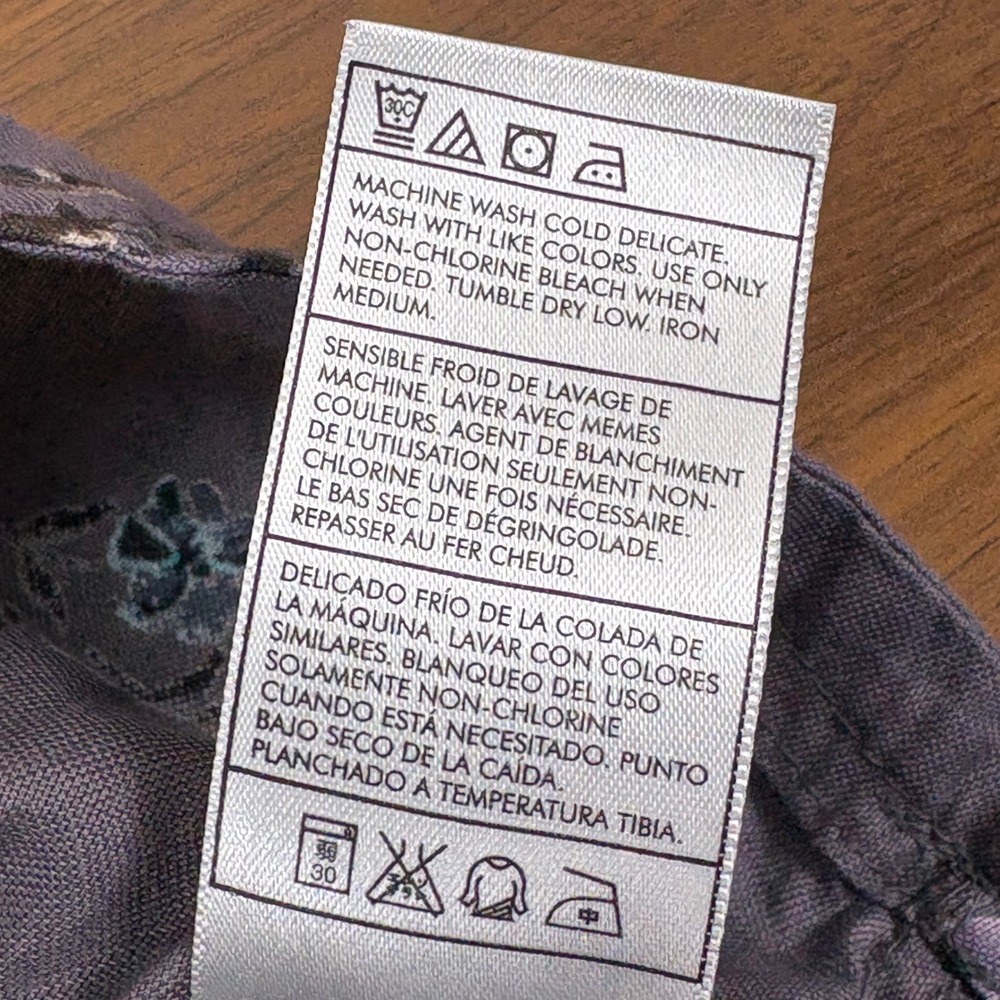 30C
MACHINE WASH COLD DELICATE.
WASH WITH LIKE COLORS. USE ONLY
NON-CHLORINE BLEACH WHEN
NEEDED. TUMBLE DRY LOW. IRON
MEDIUM.
SENSIBLE FROID DE LAVAGE DE
MACHINE. LAVER AVEC MEMES
COULEURS. AGENT DE BLANCHIMENT
DE L'UTILISATION SEULEMENT NON-
CHLORINE UNE FOIS NÉCESSAIRE.
LE BAS SEC DE DÉGRINGOLADE.
REPASSER AU FER CHEUD.
DELICADO FRÍO DE LA COLADA DE
LA MÁQUINA. LAVAR CON COLORES
SIMILARES. BLANQUEO DEL USO
SOLAMENTE NON-CHLORINE
CUANDO ESTÁ NECESITADO. PUNTO
BAJO SECO DE LA CAÍDA.
PLANCHADO A TEMPERATURA TIBIA.
弱
30
中